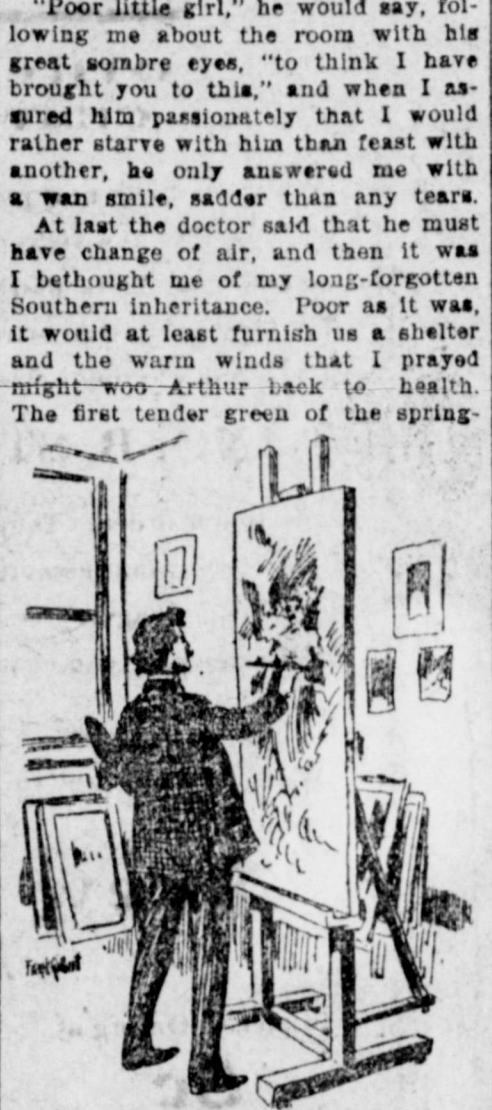 "Poor little girl," he would say, fol-
lowing me about the room with his
great sombre eyes, "to think I have
brought you to this," and when I as-
sured him passionately that I would
rather starve with him than feast with
another, he only answered me with
a wan smile, sadder than any tears.
At last the doctor said that he must
have change of air, and then it was
I bethought me of my long-forgotten
Southern inheritance. Poor as it was,
it would at least furnish us a shelter
and the warm winds that I prayed
might woo Arthur back to health.
The first tender green of the spring-